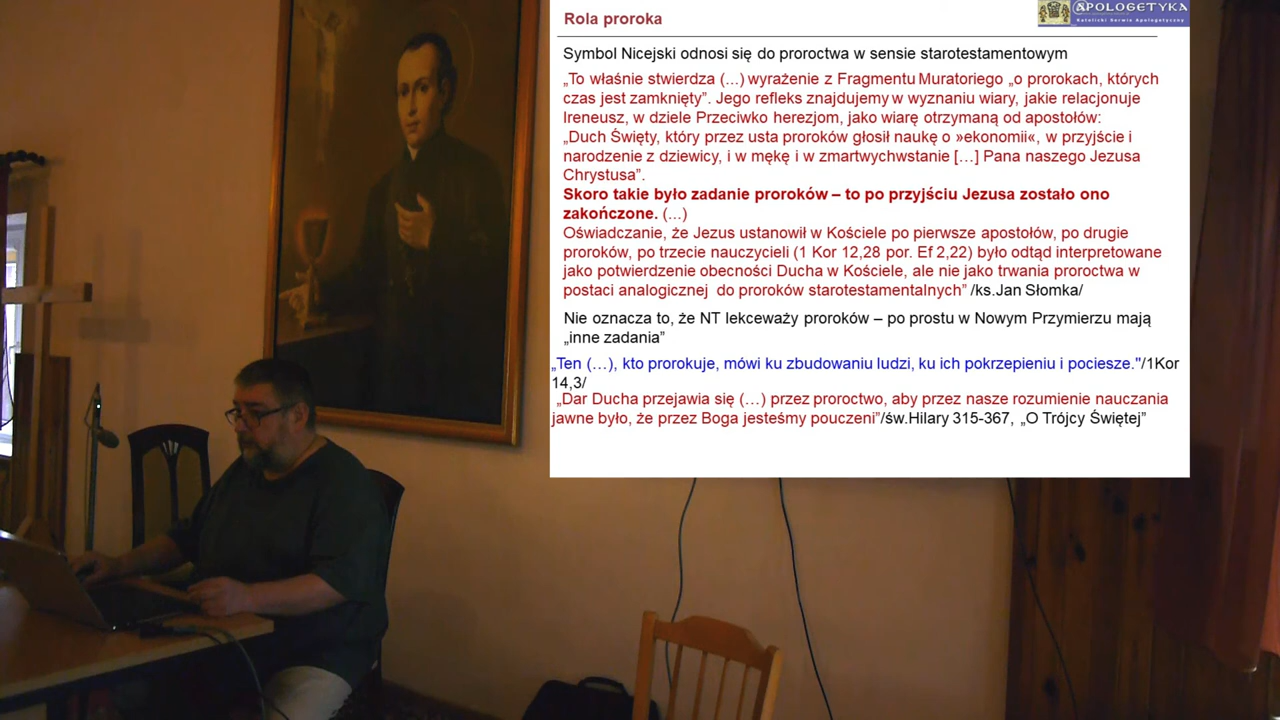 Rola proroka
APOLOGETYKA
Katolicki Serwis Apologetyczny
Symbol Nicejski odnosi się do proroctwa w sensie starotestamentowym
„To właśnie stwierdza (...) wyrażenie z Fragmentu Muratoriego „o prorokach, których
czas jest zamknięty”. Jego refleks znajdujemy w wyznaniu wiary, jakie relacjonuje
Ireneusz, w dziele Przeciwko herezjom, jako wiarę otrzymaną od apostołów:
„Duch Święty, który przez usta proroków głosił naukę o »ekonomii«, w przyjście i
narodzenie z dziewicy, i w mękę i w zmartwychwstanie […] Pana naszego Jezusa
Chrystusa”.
Skoro takie było zadanie proroków – to po przyjściu Jezusa zostało ono
zakończone. (...)
Oświadczanie, że Jezus ustanowił w Kościele po pierwsze apostołów, po drugie
proroków, po trzecie nauczycieli (1 Kor 12,28 por. Ef 2,22) było odtąd interpretowane
jako potwierdzenie obecności Ducha w Kościele, ale nie jako trwania proroctwa w
postaci analogicznej do proroków starotestamentalnych” /ks.Jan Słomka/
Nie oznacza to, że NT lekceważy proroków – po prostu w Nowym Przymierzu mają
„inne zadania”
„Ten (…), kto prorokuje, mówi ku zbudowaniu ludzi, ku ich pokrzepieniu i pociesze."/1Kor
14,3/
„Dar Ducha przejawia się (…) przez proroctwo, aby przez nasze rozumienie nauczania
jawne było, że przez Boga jesteśmy pouczeni”/św.Hilary 315-367, „O Trójcy Świętej”